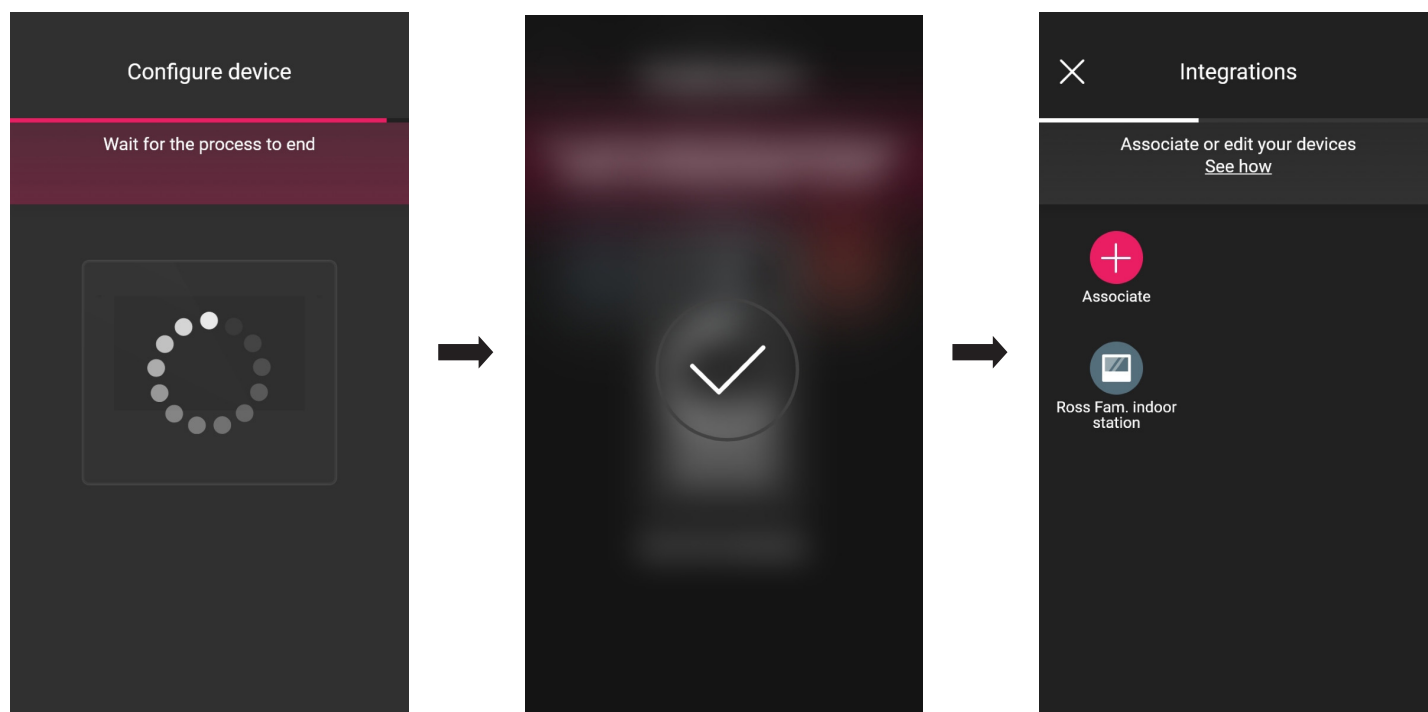 Configure device
Wait for the process to end
Integrations
Associate or edit your devices
See how
Associate
Ross Fam. indoor
station